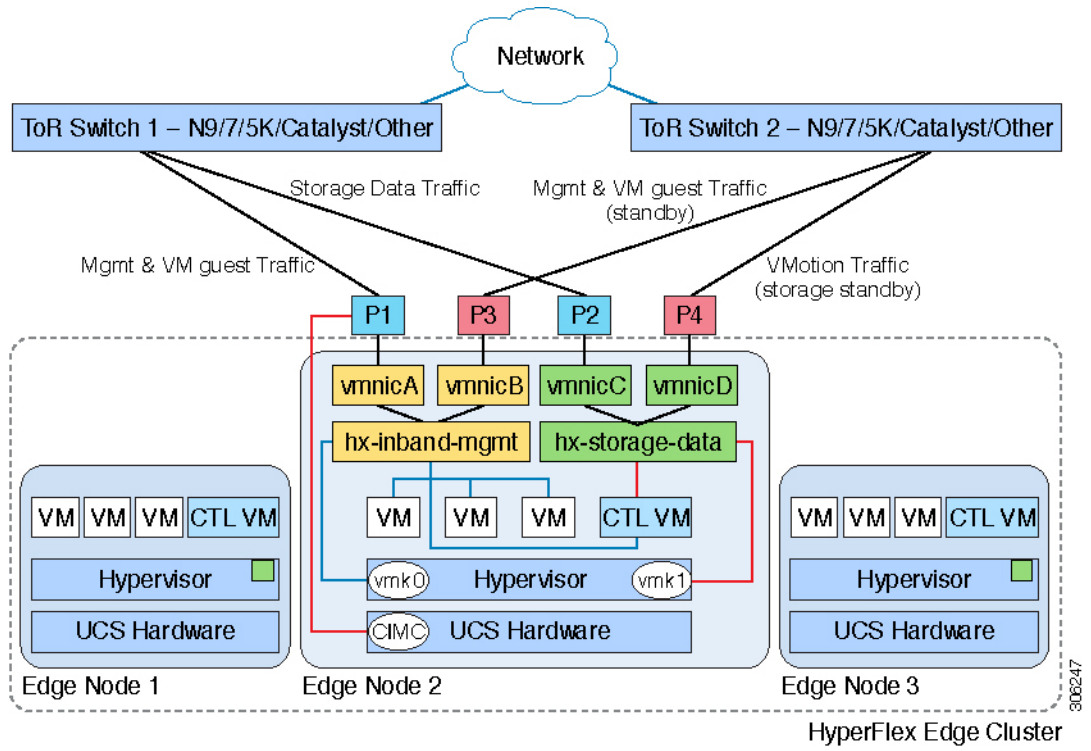 Network
ToR Switch 1 – N9/7/5K/Catalyst/Other
ToR Switch 2 – N9/7/5K/Catalyst/Other
Storage Data Traffic
Mgmt & VM guest Traffic
(standby)
Mgmt & VM guest Traffic
VMotion Traffic
(storage standby)
P1
P3
P2
P4
vmnicA
vmnicB
vmnicC
vmnicD
hx-inband-mgmt
hx-storage-data
VM
VM
VM
CTL VM
Hypervisor
UCS Hardware
Edge Node 1
VM
VM
VM
CTL VM
vmk0
Hypervisor
vmk1
CIMC
UCS Hardware
Edge Node 2
VM
VM
VM
CTL VM
Hypervisor
UCS Hardware
Edge Node 3
306247
HyperFlex Edge Cluster